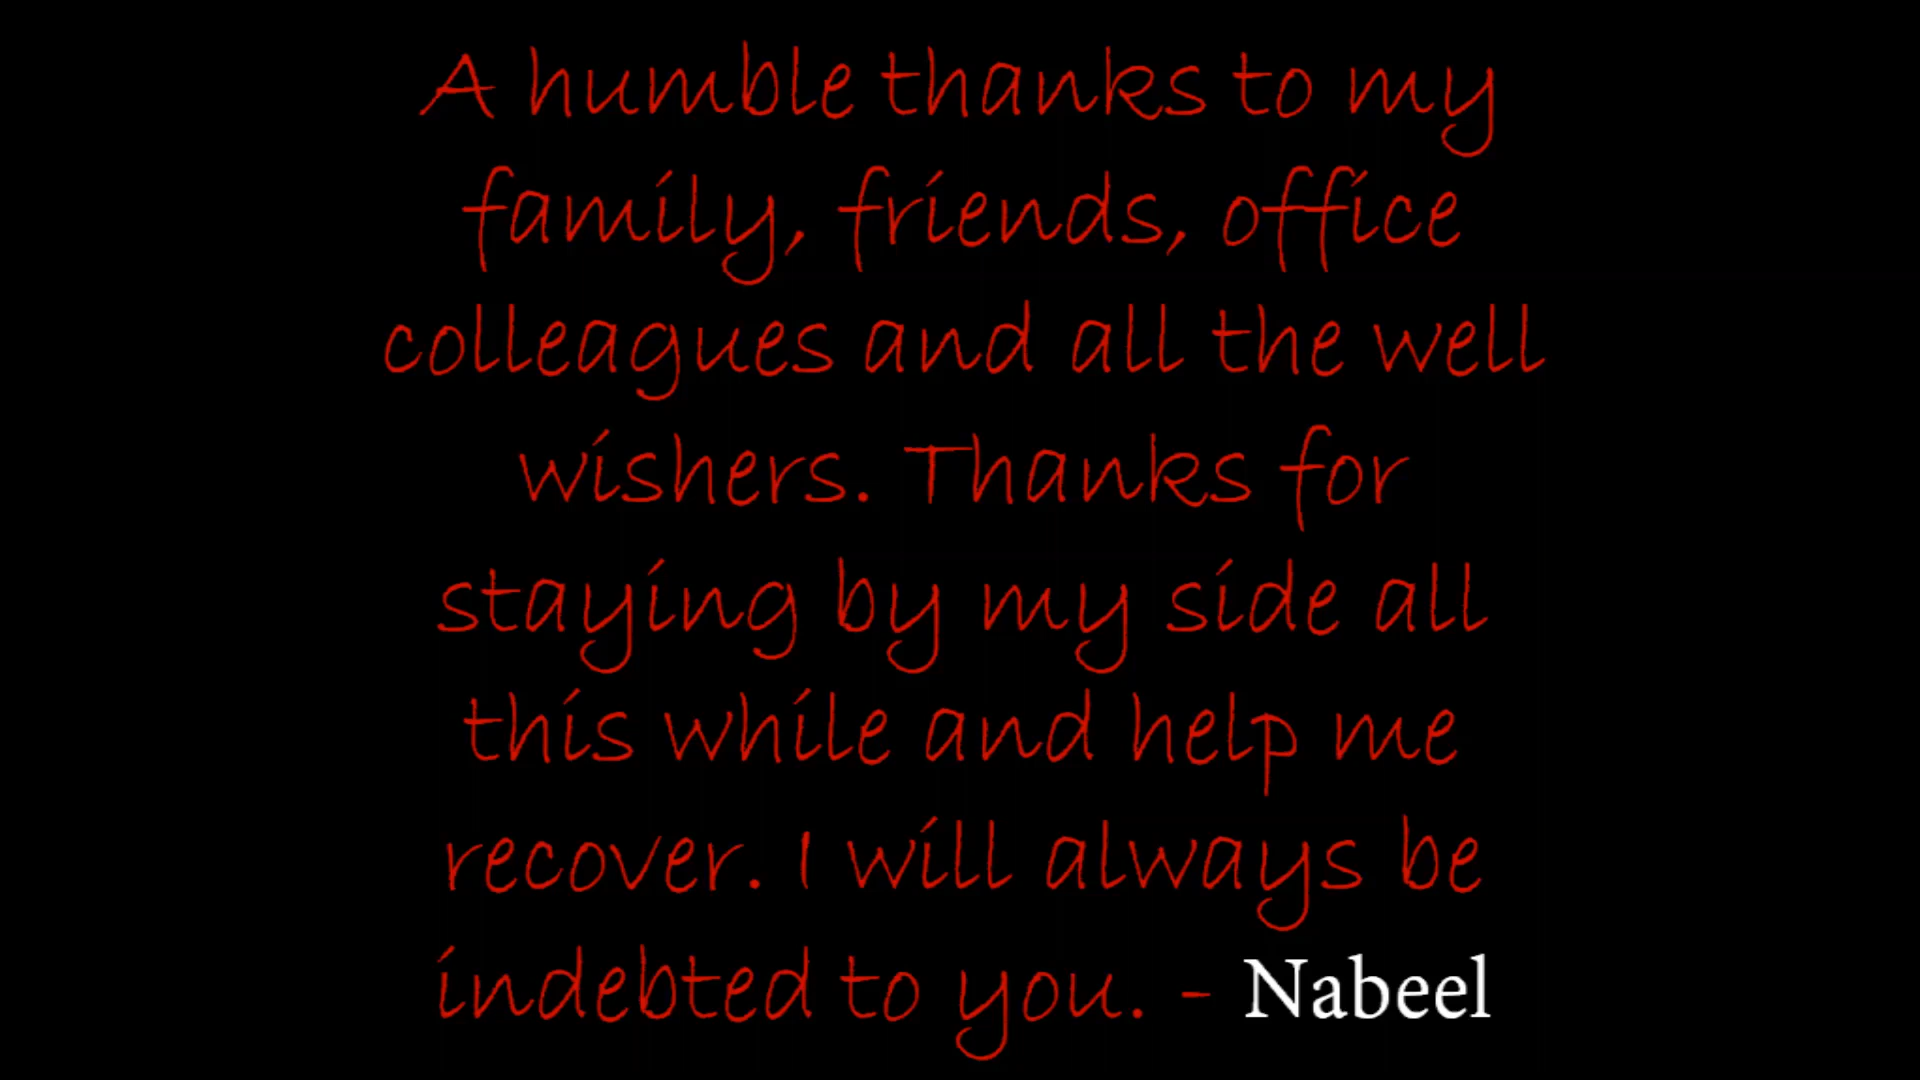 A humble thanks to my
family, friends, office
colleagues and all the well
wishers. Thanks for
staying by my side all
this while and help me
recover. I will always be
indebted to you. - Nabeel